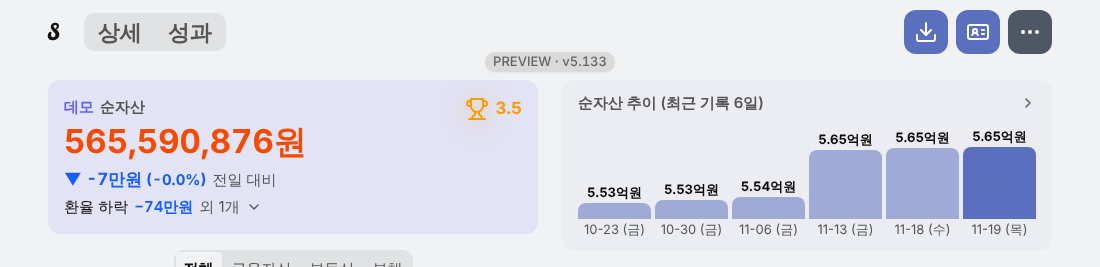 S
상세 성과
PREVIEW · v5.133
데모 순자산
3.5
565,590,876원
▼ -7만원 (-0.0%) 전일 대비
환율 하락 −74만원 외 1개
순자산 추이 (최근 기록 6일)
5.53억원 5.53억원 5.54억원 5.65억원 5.65억원 5.65억원
10-23 (금) 10-30 (금) 11-06 (금) 11-13 (금) 11-18 (수) 11-19 (목)
전체